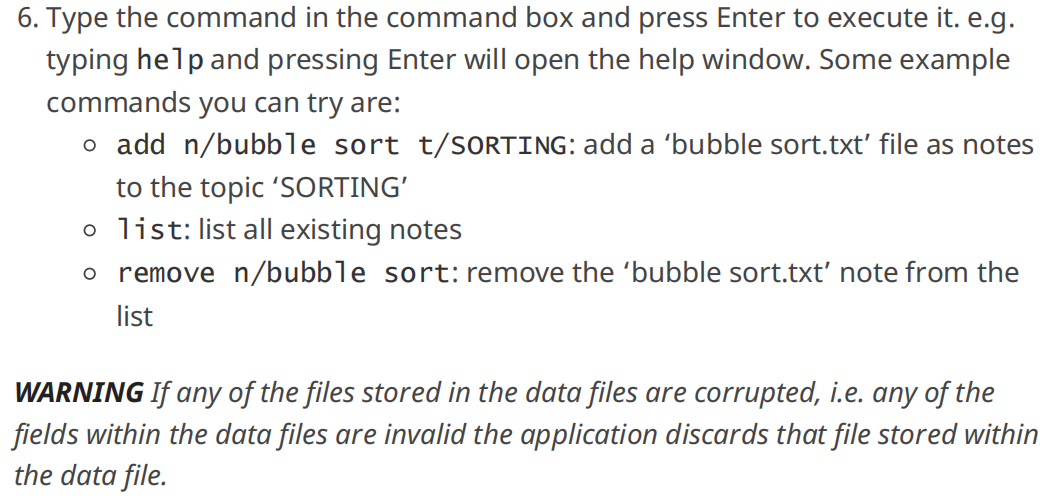 6. Type the command in the command box and press Enter to execute it. e.g.
typing help and pressing Enter will open the help window. Some example
commands you can try are:
○ add n/bubble sort t/SORTING: add a ‘bubble sort.txt’ file as notes
to the topic ‘SORTING’
○ list: list all existing notes
○ remove n/bubble sort: remove the ‘bubble sort.txt’ note from the
list
WARNING If any of the files stored in the data files are corrupted, i.e. any of the
fields within the data files are invalid the application discards that file stored within
the data file.